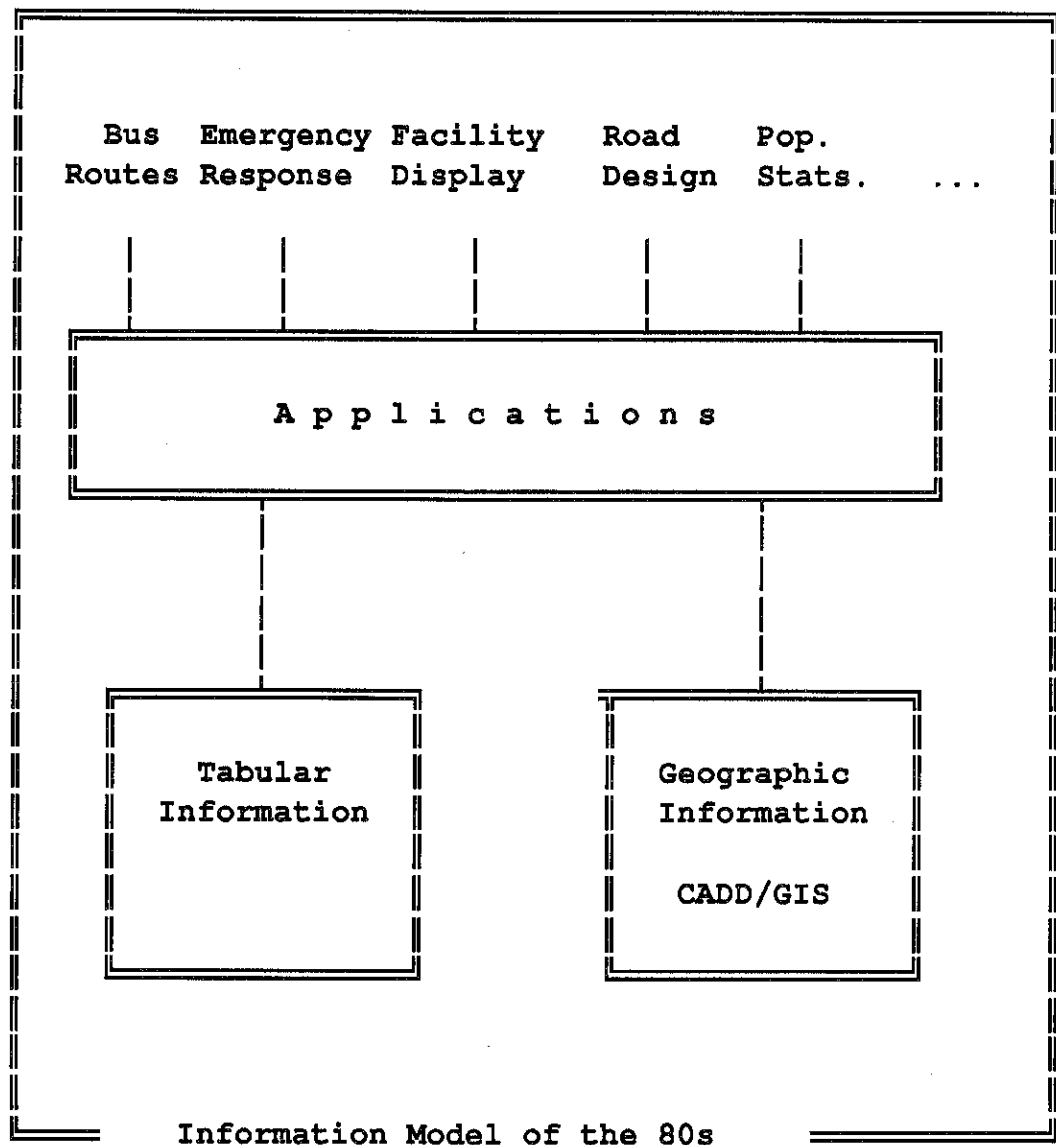 Bus Emergency Facility Road Pop.
Routes Response Display Design Stats. ...
A p p l i c a t i o n s
Tabular
Information
Geographic
Information
CADD/GIS
Information Model of the 80s